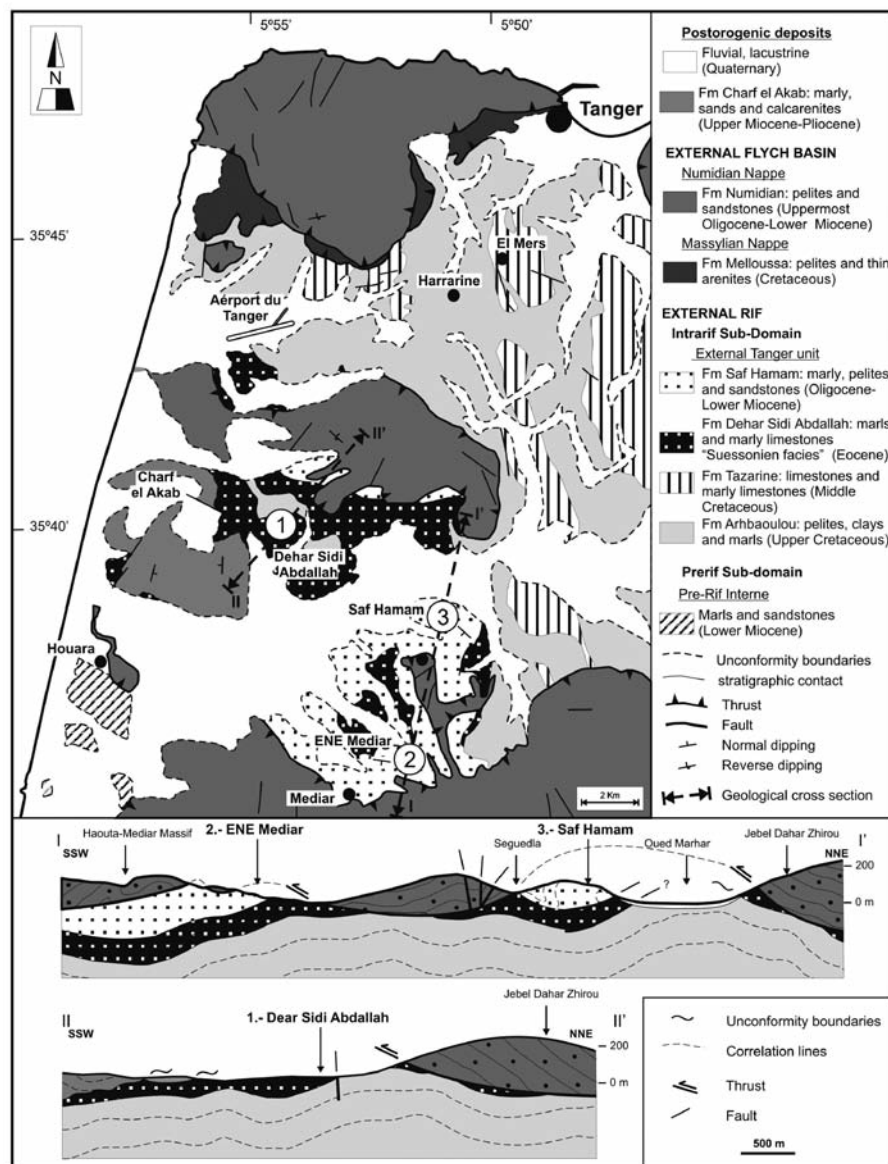 5°55'
5°50'
N
Tanger
35°45'
El Mers
Harrarine
Aérport du
Tanger
II'
Charf
el Akab
35°40'
1
I'
Dehar Sidi
Abdallah
II
Saf Hamam
3
Houara
ENE Mediar
2
Mediar
I
2 Km
Postorogenic deposits
Fluvial, lacustrine
(Quaternary)
Fm Charf el Akab: marly,
sands and calcarenites
(Upper Miocene-Pliocene)
EXTERNAL FLYCH BASIN
Numidian Nappe
Fm Numidian: pelites and
sandstones (Uppermost
Oligocene-Lower Miocene)
Massylian Nappe
Fm Melloussa: pelites and thin
arenites (Cretaceous)
EXTERNAL RIF
Intrarif Sub-Domain
External Tanger unit
Fm Saf Hamam: marly, pelites
and sandstones (Oligocene-
Lower Miocene)
Fm Dehar Sidi Abdallah: marls
and marly limestones
"Suessonien facies" (Eocene)
Fm Tazarine: limestones and
marly limestones (Middle
Cretaceous)
Fm Arhbaoulou: pelites, clays
and marls (Upper Cretaceous)
Prerif Sub-domain
Pre-Rif Interne
Marls and sandstones
(Lower Miocene)
Unconformity boundaries
stratigraphic contact
Thrust
Fault
Normal dipping
Reverse dipping
Geological cross section
I
SSW
Haouta-Mediar Massif
2.- ENE Mediar
Seguedla
3.- Saf Hamam
Qued Marhar
Jebel Dahar Zhirou
I'
NNE
200
0 m
?
II
SSW
1.- Dear Sidi Abdallah
Jebel Dahar Zhirou
II'
NNE
200
0 m
Unconformity boundaries
Correlation lines
Thrust
Fault
500 m